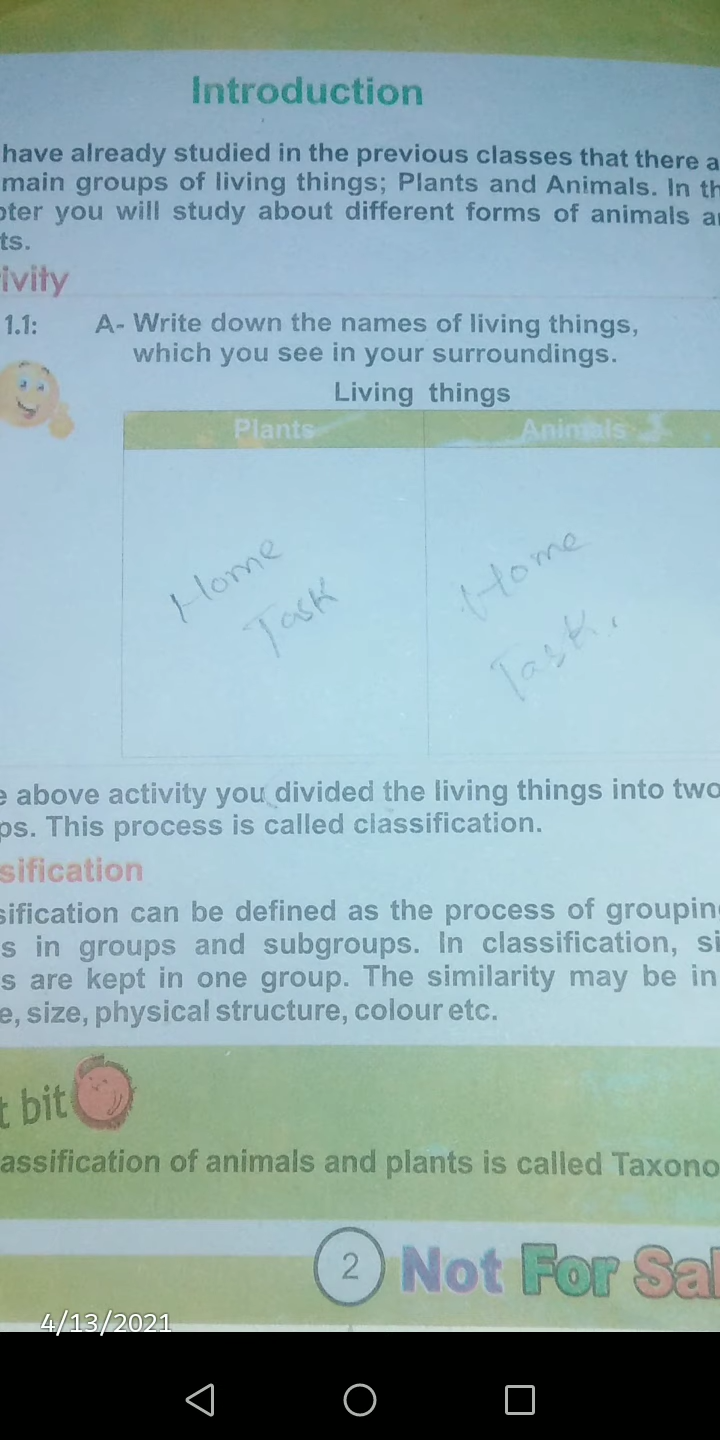 Introduction
have already studied in the previous classes that there a
main groups of living things; Plants and Animals. In th
pter you will study about different forms of animals a
ts.
ivity
1.1: A- Write down the names of living things,
which you see in your surroundings.
Living things
Plants Animals
Home Task
Home Task.
e above activity you divided the living things into two
ps. This process is called classification.
sification
sification can be defined as the process of groupin
s in groups and subgroups. In classification, si
s are kept in one group. The similarity may be in
e, size, physical structure, colour etc.
t bit
assification of animals and plants is called Taxono
2 Not For Sal
4/13/2021